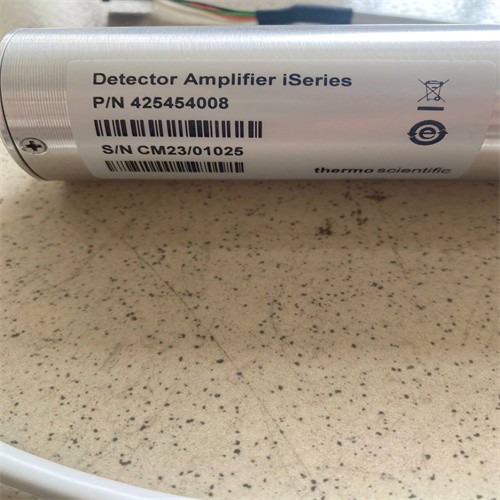 Detector Amplifier iSeries
P/N 425454008
S/N CM23/01025
thermo scientific